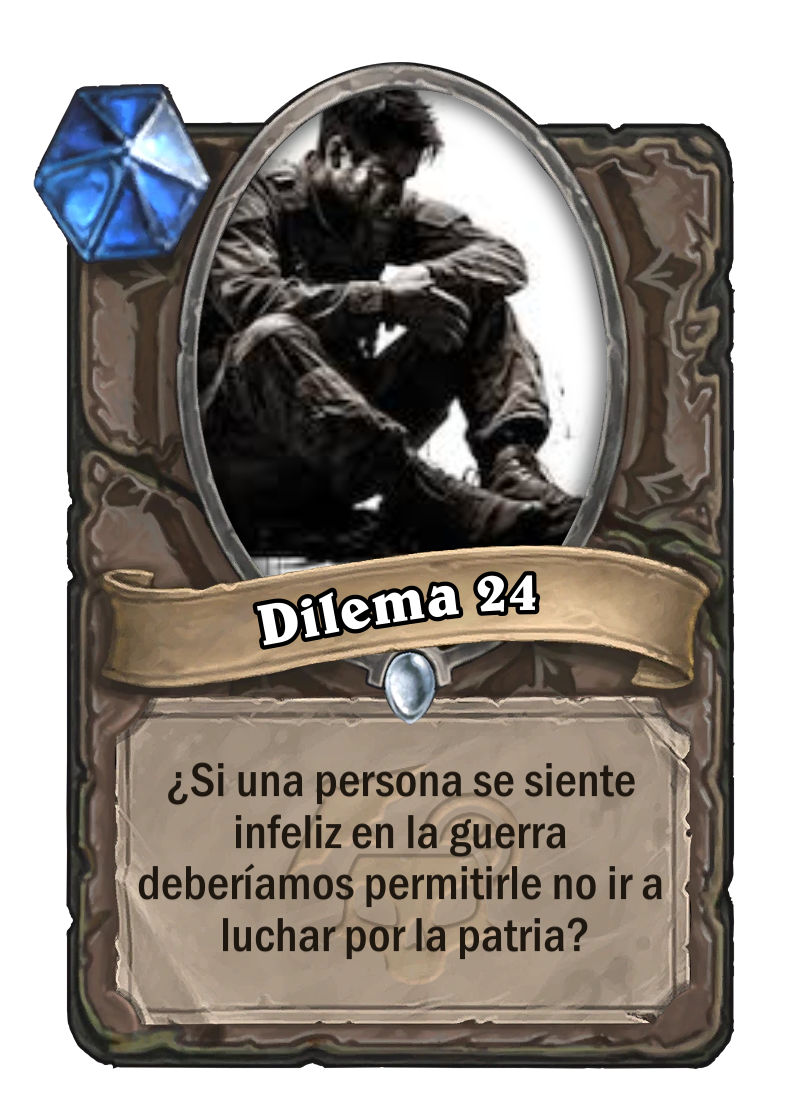 Dilema 24
¿Si una persona se siente
infeliz en la guerra
deberíamos permitirle no ir a
luchar por la patria?